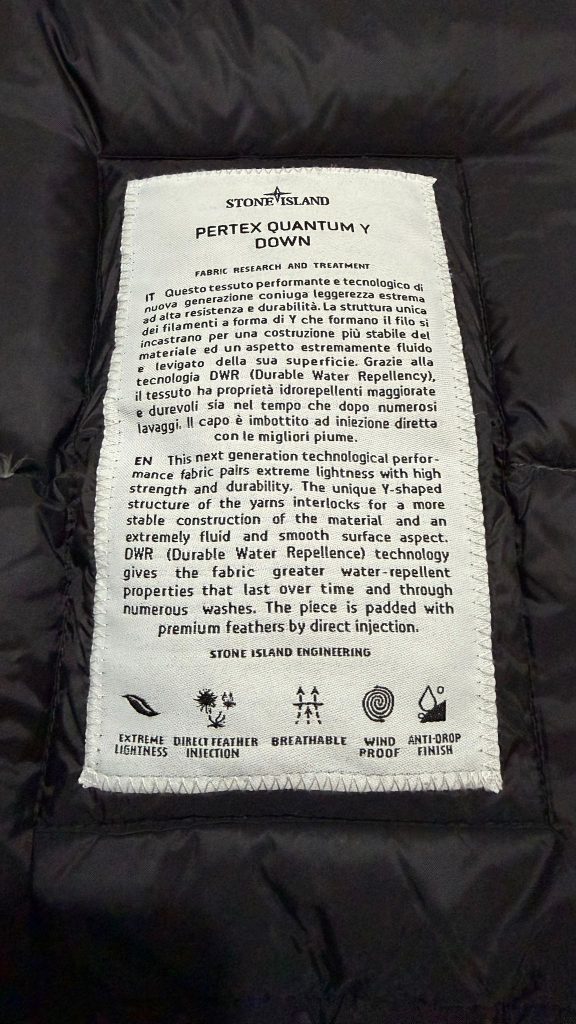 STONE ISLAND
PERTEX QUANTUM Y
DOWN
FABRIC RESEARCH AND TREATMENT
IT Questo tessuto performante e tecnologico di
nuova generazione coniuga leggerezza estrema
ad alta resistenza e durabilità. La struttura unica
dei filamenti a forma di Y che formano il filo si
incastrano per una costruzione più stabile del
materiale ed un aspetto estremamente fluido
e levigato della sua superficie. Grazie alla
tecnologia DWR (Durable Water Repellency),
il tessuto ha proprietà idrorepellenti maggiorate
e durevoli sia nel tempo che dopo numerosi
lavaggi. Il capo è imbottito ad iniezione diretta
con le migliori piume.
EN This next generation technological perfor-
mance fabric pairs extreme lightness with high
strength and durability. The unique Y-shaped
structure of the yarns interlocks for a more
stable construction of the material and an
extremely fluid and smooth surface aspect.
DWR (Durable Water Repellence) technology
gives the fabric greater water-repellent
properties that last over time and through
numerous washes. The piece is padded with
premium feathers by direct injection.
STONE ISLAND ENGINEERING
EXTREME LIGHTNESS
DIRECT FEATHER INJECTION
BREATHABLE
WIND PROOF
ANTI-DROP FINISH